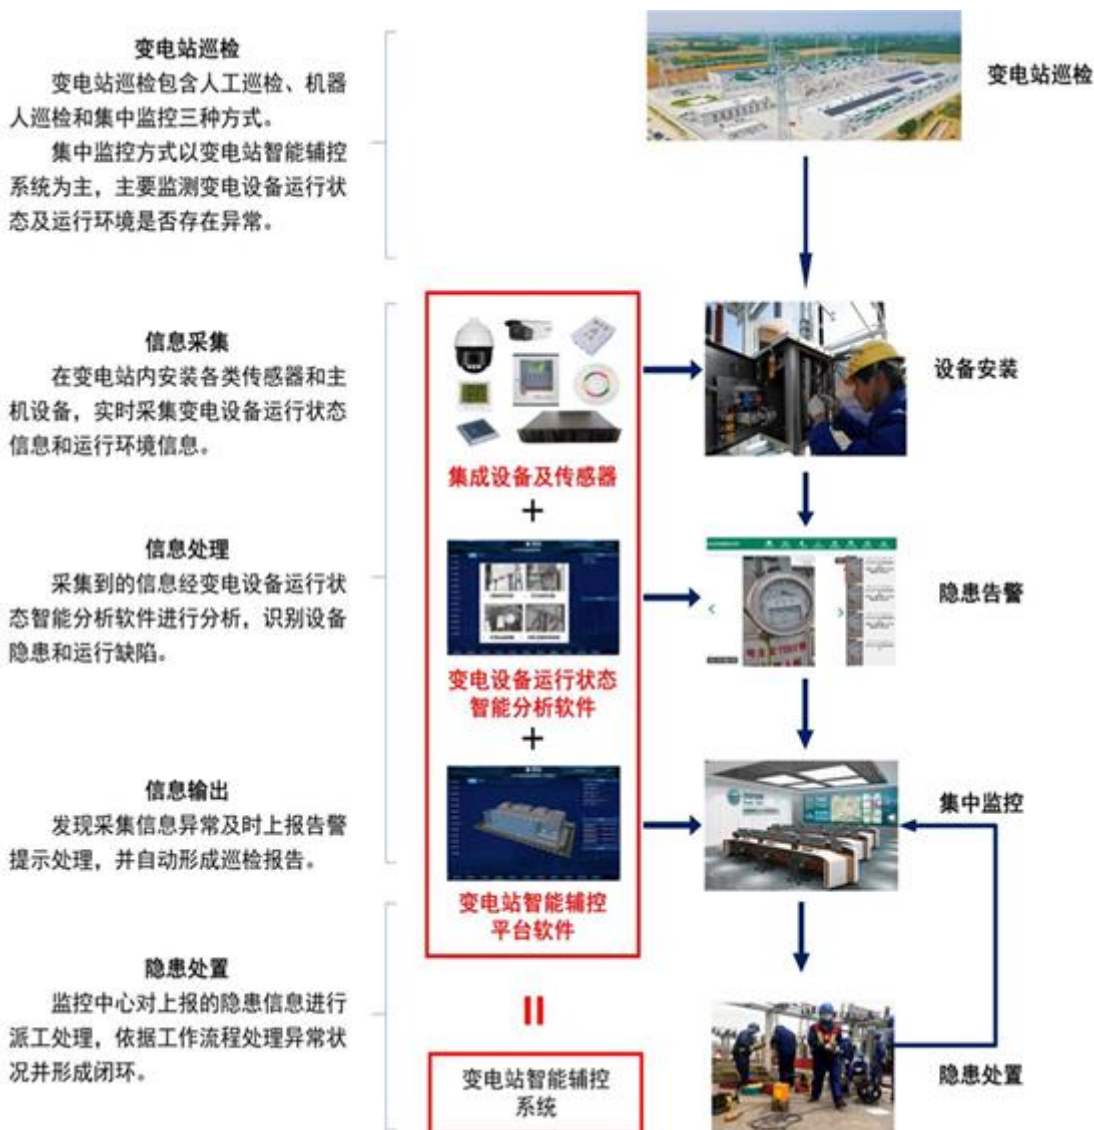 变电站巡检
变电站巡检包含人工巡检、机器
人巡检和集中监控三种方式。
集中监控方式以变电站智能辅控
系统为主，主要监测变电设备运行状
态及运行环境是否存在异常。
变电站巡检
信息采集
在变电站内安装各类传感器和主
机设备，实时采集变电设备运行状态
信息和运行环境信息。
集成设备及传感器
设备安装
+
信息处理
采集到的信息经变电设备运行状
态智能分析软件进行分析，识别设备
隐患和运行缺陷。
变电设备运行状态
智能分析软件
隐患告警
+
信息输出
发现采集信息异常及时上报告警
提示处理，并自动形成巡检报告。
变电站智能辅控
平台软件
集中监控
隐患处置
监控中心对上报的隐患信息进行
派工处理，依据工作流程处理异常状
况并形成闭环。
=
变电站智能辅控
系统
隐患处置